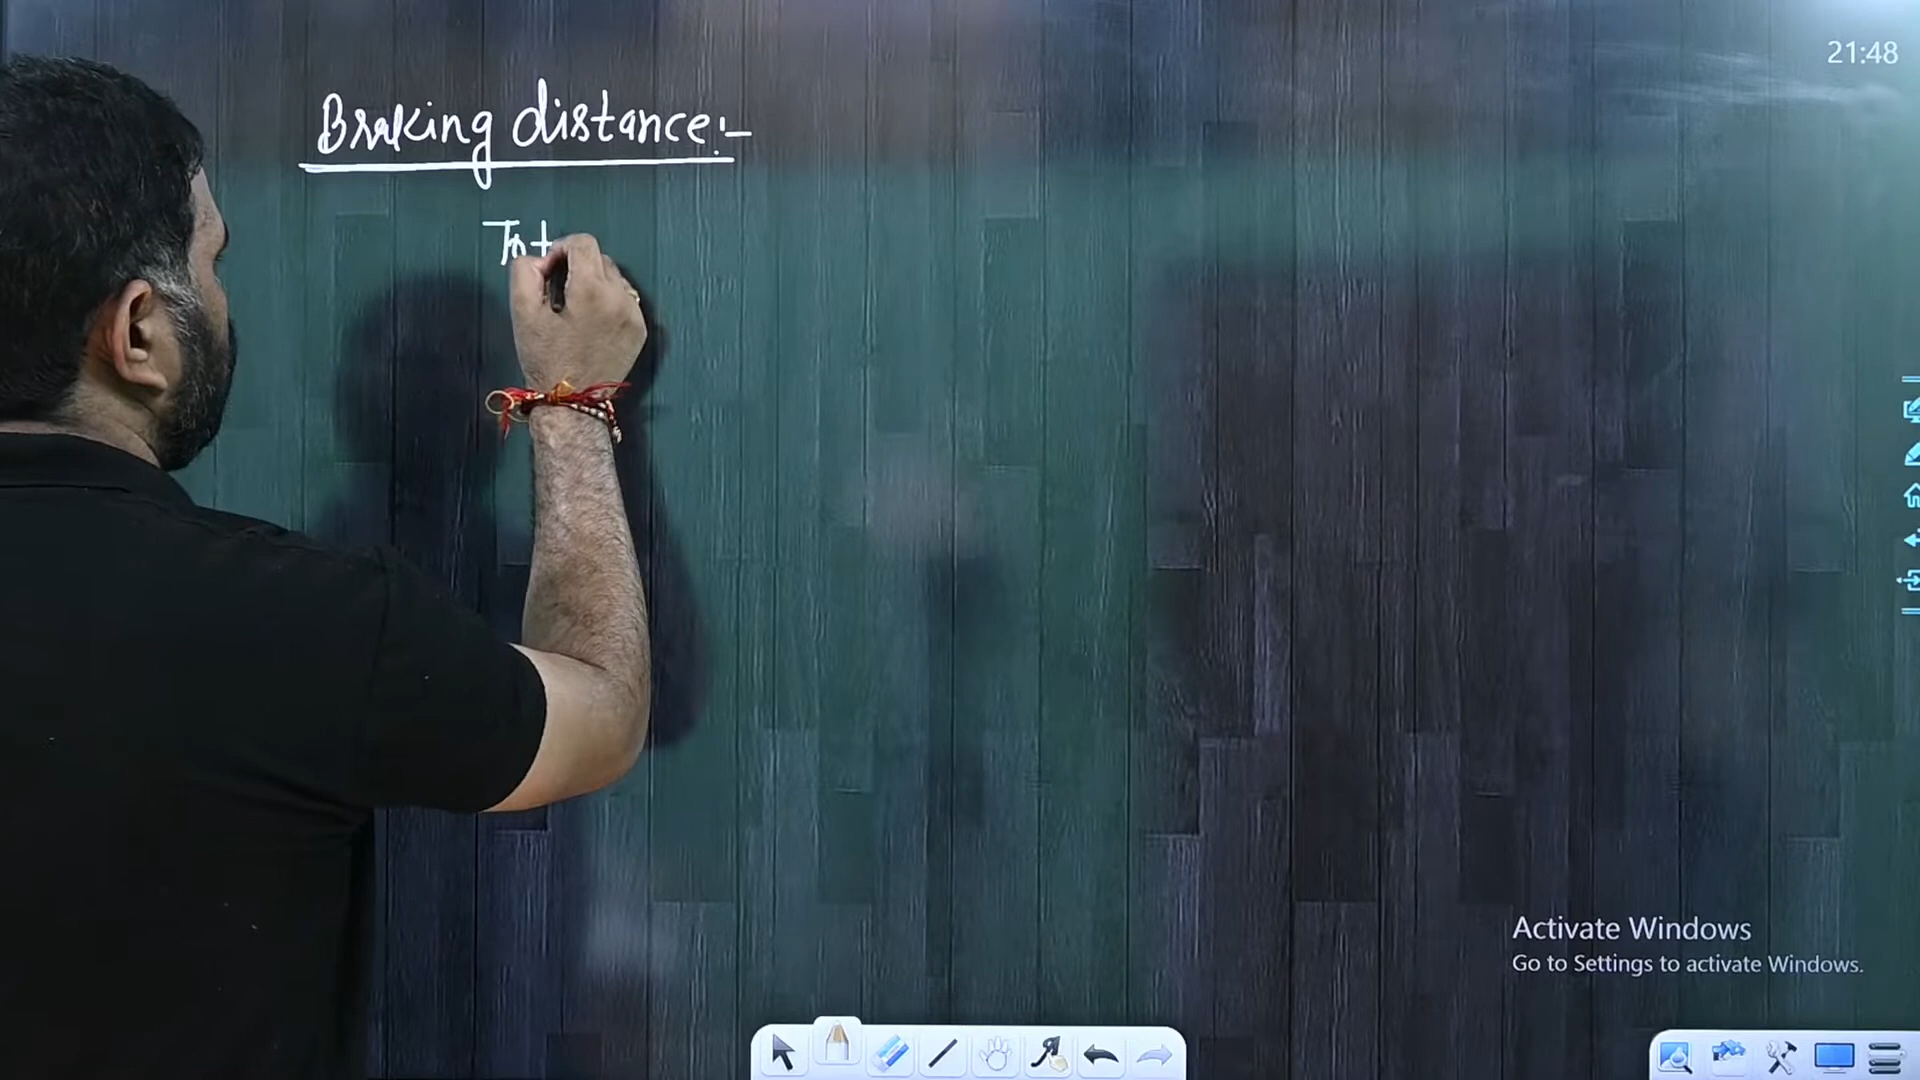 21:48
Braking distance:-
Tot
Activate Windows
Go to Settings to activate Windows.